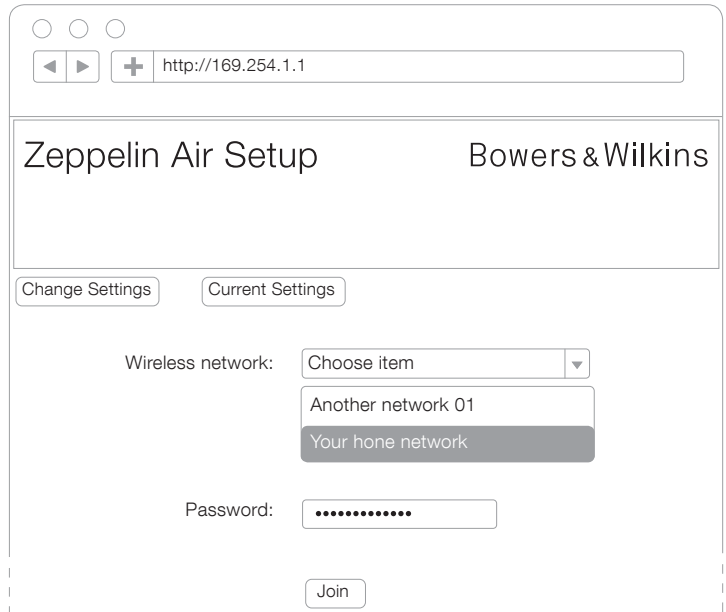 http://169.254.1.1
Zeppelin Air Setup
Bowers & Wilkins
Change Settings
Current Settings
Wireless network:
Choose item
Another network 01
Your hone network
Password:
•••••••••••••
Join